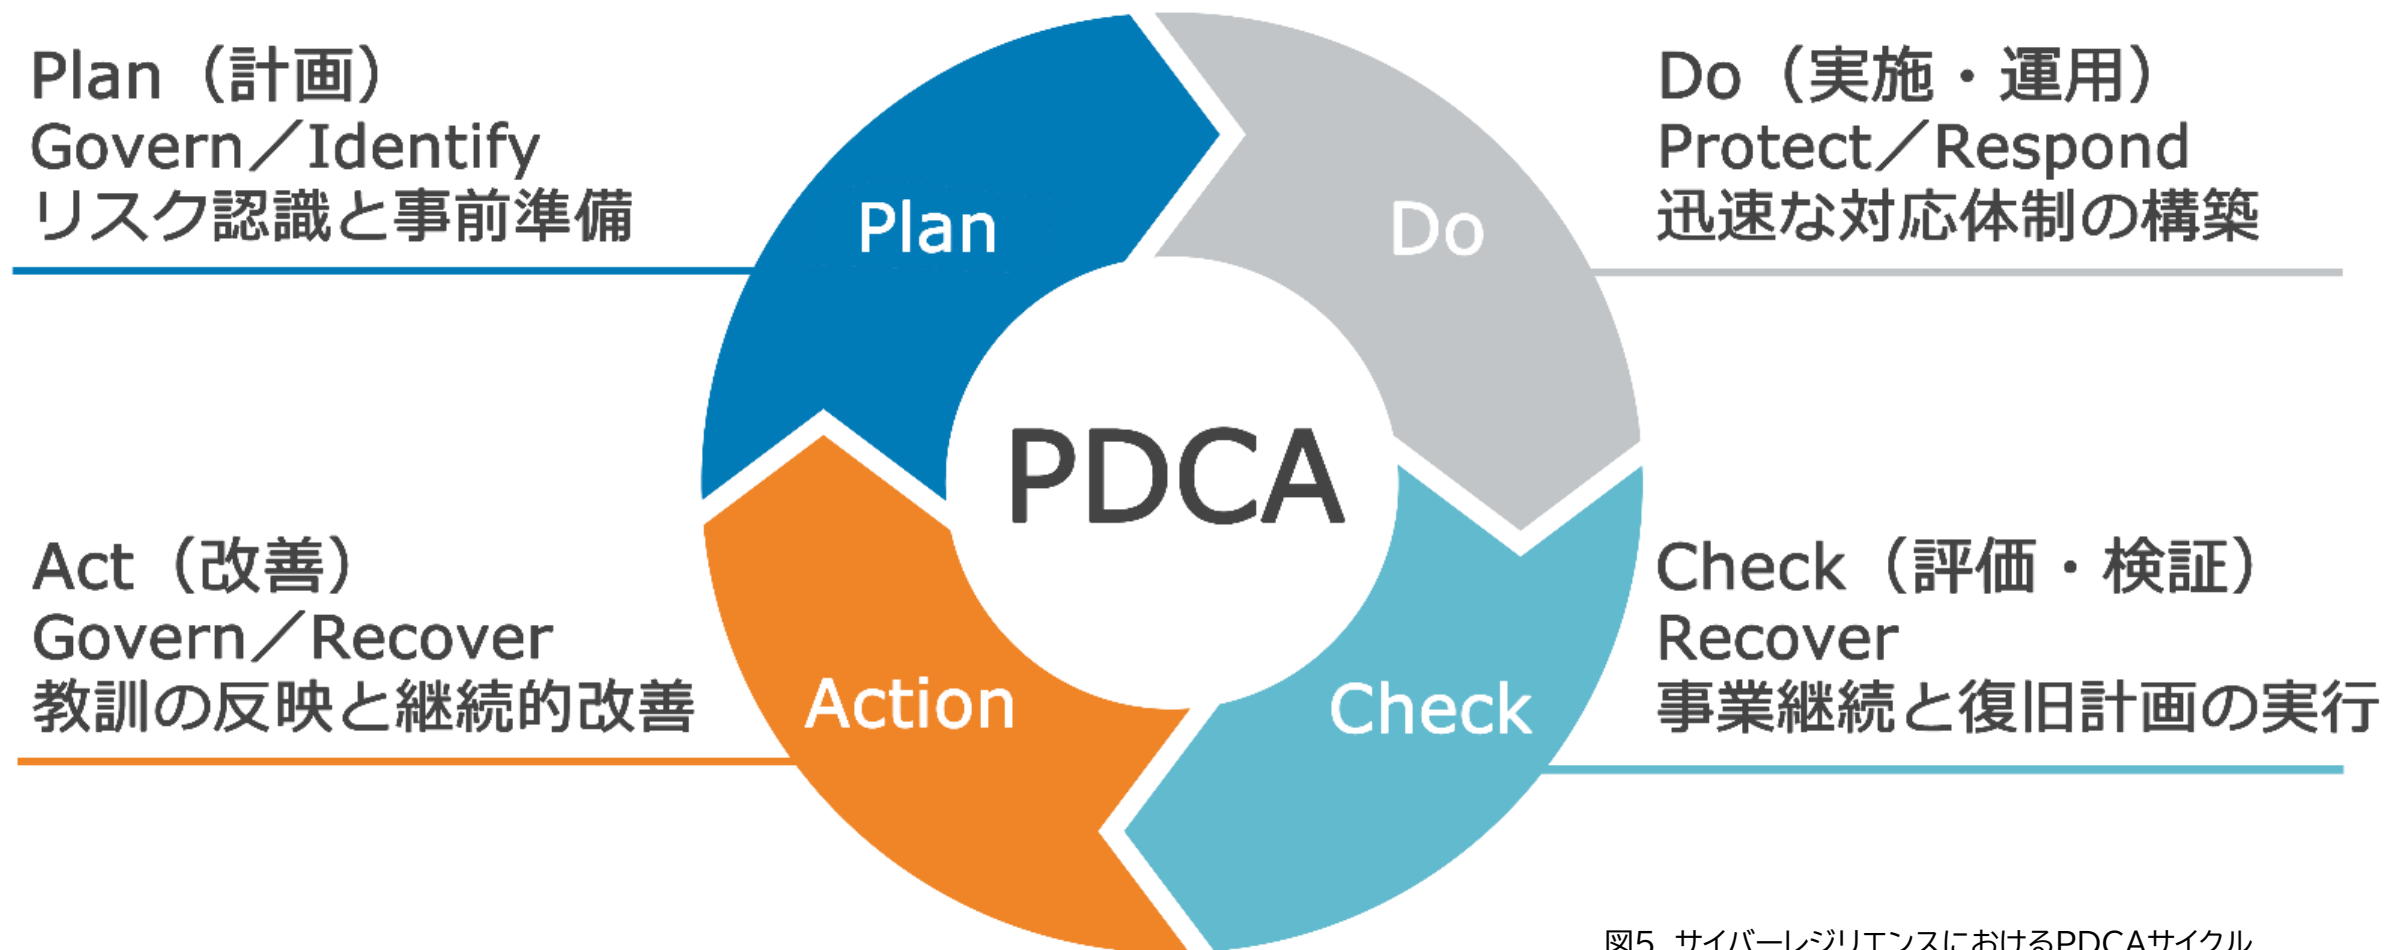 Plan（計画）
Govern／Identify
リスク認識と事前準備
Do（実施・運用）
Protect／Respond
迅速な対応体制の構築
Plan
Do
PDCA
Act（改善）
Govern／Recover
教訓の反映と継続的改善
Check（評価・検証）
Recover
事業継続と復旧計画の実行
Action
Check
図5 サイバーレジリエンスにおけるPDCAサイクル